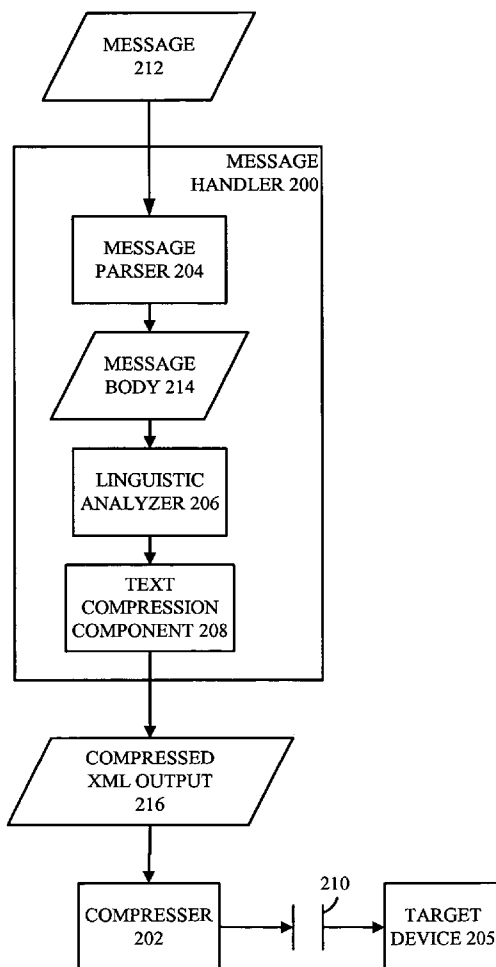 MESSAGE
212
MESSAGE
HANDLER 200
MESSAGE
PARSER 204
MESSAGE
BODY 214
LINGUISTIC
ANALYZER 206
TEXT
COMPRESSION
COMPONENT 208
COMPRESSED
XML OUTPUT
216
COMPRESSER
202
210
TARGET
DEVICE 205